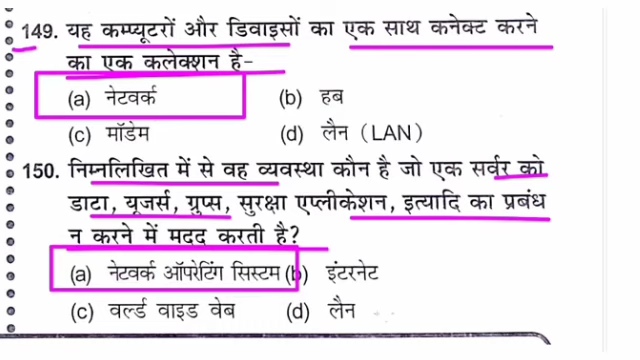 149. यह कम्प्यूटरों और डिवाइसों का एक साथ कनेक्ट करने
का एक कलेक्शन है–
(a) नेटवर्क (b) हब
(c) मॉडेम (d) लैन (LAN)
150. निम्नलिखित में से वह व्यवस्था कौन है जो एक सर्वर को
डाटा, यूजर्स, ग्रुप्स, सुरक्षा एप्लीकेशन, इत्यादि का प्रबंध
न करने में मदद करती है?
(a) नेटवर्क ऑपरेटिंग सिस्टम (b) इंटरनेट
(c) वर्ल्ड वाइड वेब (d) लैन